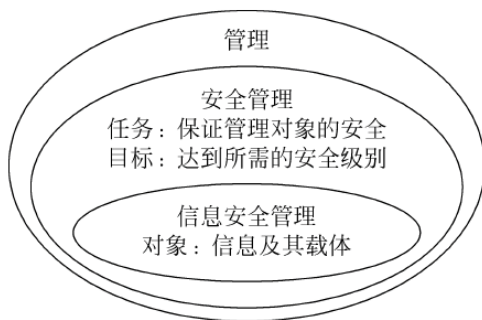 管理
安全管理
任务：保证管理对象的安全
目标：达到所需的安全级别
信息安全管理
对象：信息及其载体